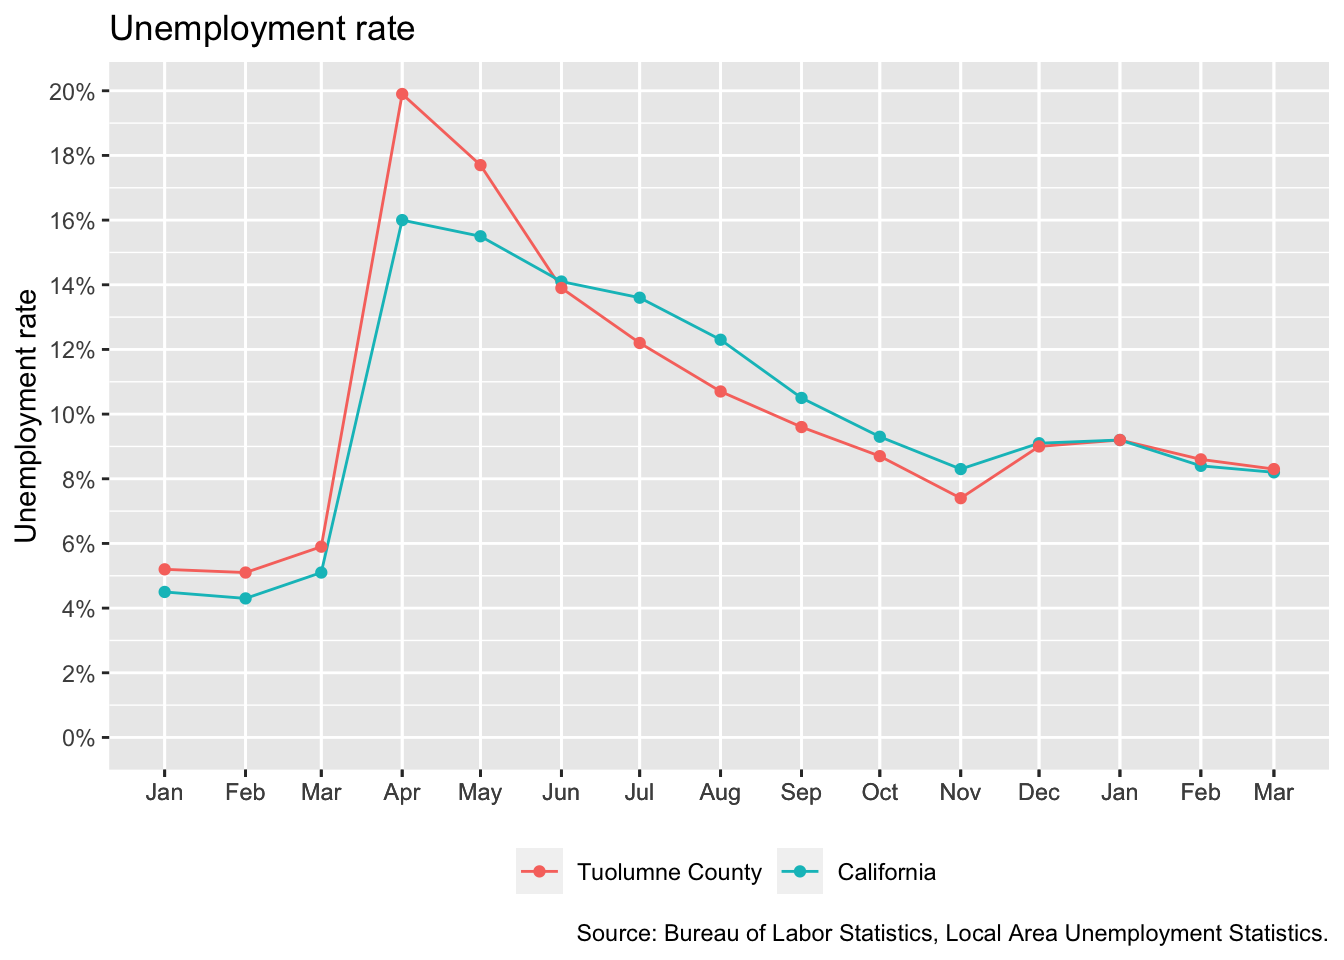 Unemployment rate
Unemployment rate
20%
18%
16%
14%
12%
10%
8%
6%
4%
2%
0%
Jan Feb Mar Apr May Jun Jul Aug Sep Oct Nov Dec Jan Feb Mar
Tuolumne County California
Source: Bureau of Labor Statistics, Local Area Unemployment Statistics.